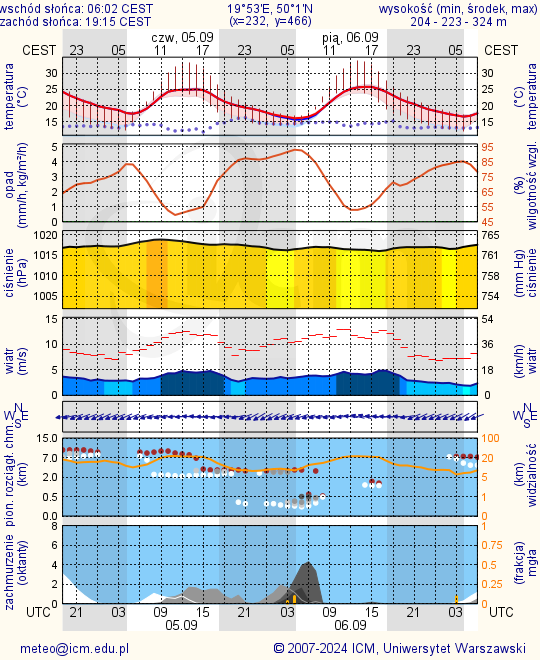 wschód słońca: 06:02 CEST
zachód słońca: 19:15 CEST
19°53'E, 50°1'N
(x=232, y=466)
wysokość (min, środek, max)
204 - 223 - 324 m
czw, 05.09
pią, 06.09
CEST 23 05 11 17 23 05 11 17 23 05 CEST
temperatura (°C)
30
25
20
15
30
25
20
15
temperatura (°C)
opad (mm/h, kg/m²/h)
5
4
3
2
1
0
95
85
75
65
55
45
(%) wilgotność wzgl.
ciśnienie (hPa)
1020
1015
1010
1005
765
761
758
754
(mm Hg) ciśnienie
wiatr (m/s)
15
10
5
0
54
36
18
0
(km/h) wiatr
N
W E
S
N
W E
S
pion. rozciągł. chm. (km)
15.0
7.0
2.0
0.5
0.0
100
20
5
1
0
(km) widzialność
zachmurzenie (oktanty)
8
6
4
2
0
1
0.75
0.5
0.25
0
(frakcja) mgła
UTC 21 03 09 15 21 03 09 15 21 03 UTC
05.09
06.09
meteo@icm.edu.pl
© 2007-2024 ICM, Uniwersytet Warszawski